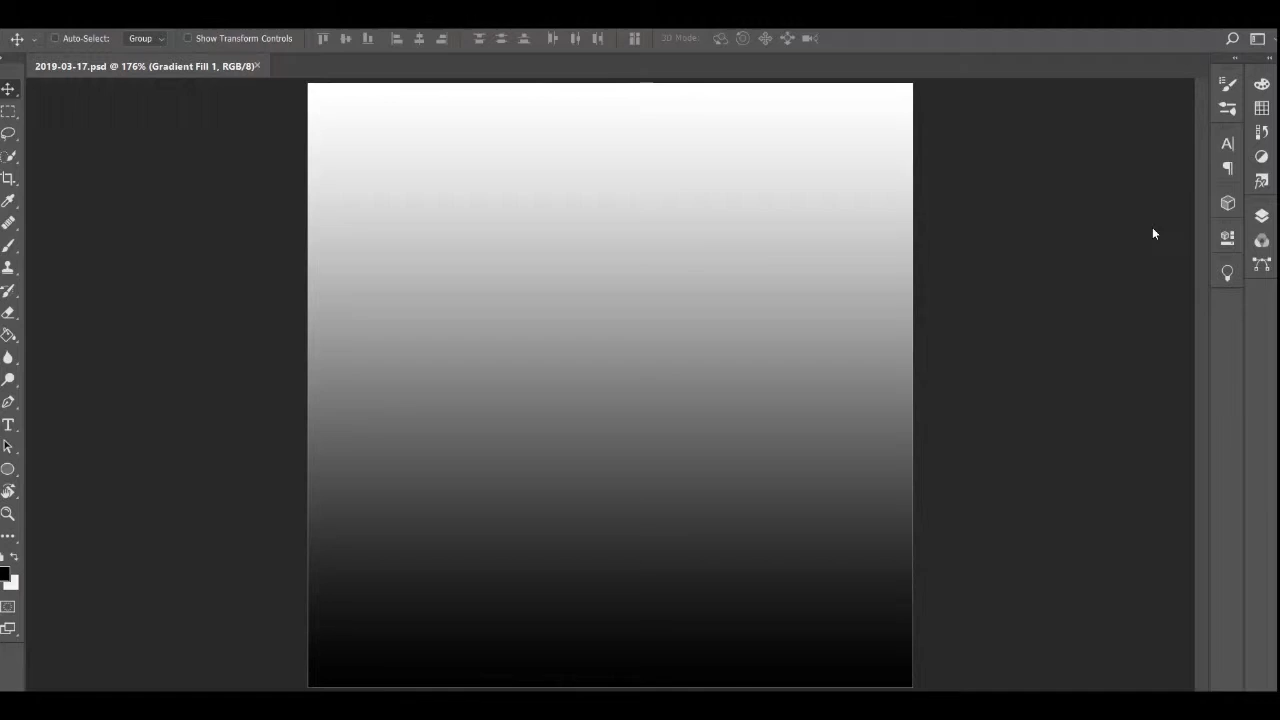 Auto-Select: Group Show Transform Controls 3D Mode:
2019-03-17.psd @ 176% (Gradient Fill 1, RGB/8)